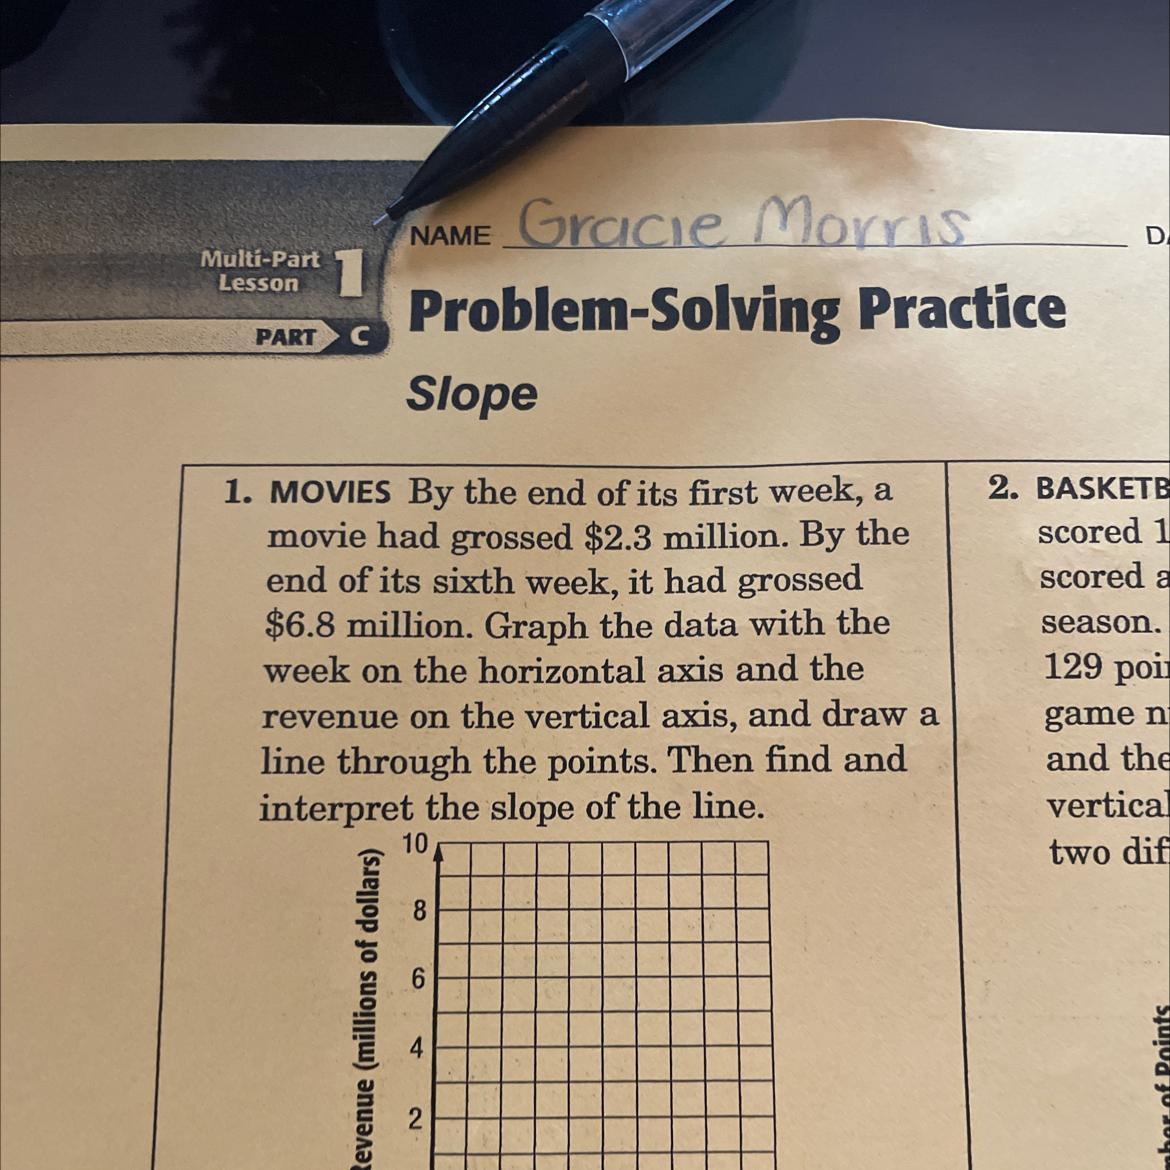 NAME Gracie Morris
Multi-Part
Lesson 1
PART C
Problem-Solving Practice
Slope
1. MOVIES By the end of its first week, a
movie had grossed $2.3 million. By the
end of its sixth week, it had grossed
$6.8 million. Graph the data with the
week on the horizontal axis and the
revenue on the vertical axis, and draw a
line through the points. Then find and
interpret the slope of the line.
10
8
6
4
2
Revenue (millions of dollars)
2. BASKETB
scored 1
scored a
season.
129 poi
game n
and the
vertical
two dif
of Points